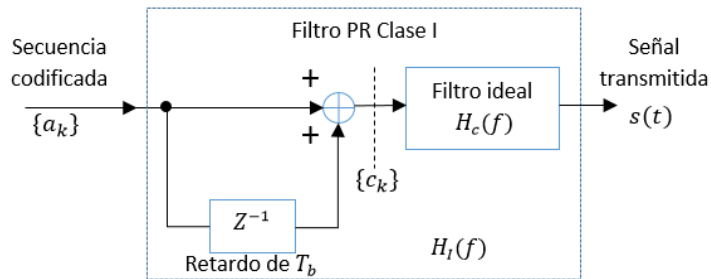 Filtro PR Clase I
Secuencia
codificada
{a_k}
+
+
{c_k}
Filtro ideal
H_c(f)
Señal
transmitida
s(t)
Z^{-1}
Retardo de T_b
H_I(f)